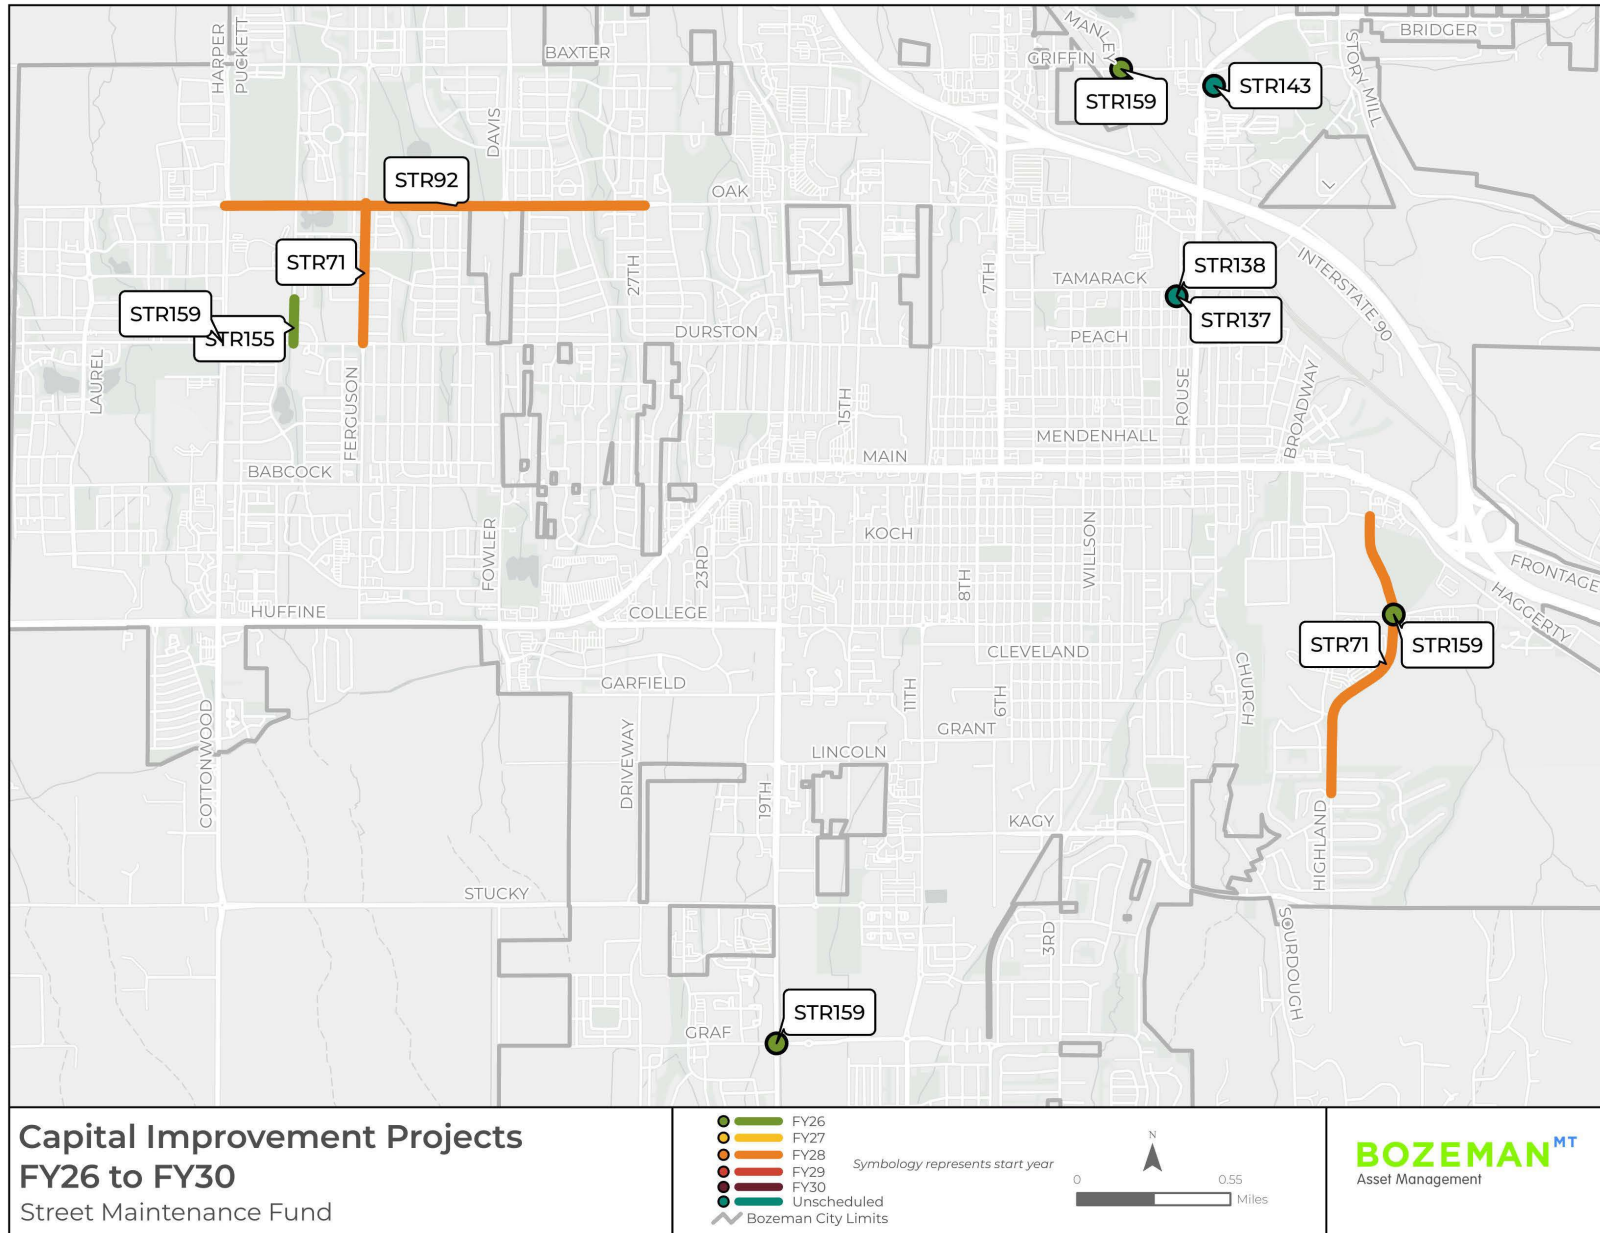 HARPER
PUCKETT
BAXTER
MANLEY
GRIFFIN
STORY MILL
BRIDGER
STR159
STR143
DAVIS
STR92
OAK
STR71
27TH
7TH
TAMARACK
STR138
STR137
INTERSTATE 90
STR159
STR155
DURSTON
PEACH
LAUREL
FERGUSON
15TH
ROUSE
BROADWAY
MENDENHALL
MAIN
BABCOCK
FOWLER
23RD
KOCH
8TH
WILLSON
FRONTAGE
HAGGERTY
HUFFINE
COLLEGE
CLEVELAND
STR71
STR159
GARFIELD
11TH
6TH
CHURCH
COTTONWOOD
DRIVEWAY
GRANT
LINCOLN
19TH
KAGY
HIGHLAND
STUCKY
3RD
SOURDOUGH
STR159
GRAF
Capital Improvement Projects
FY26 to FY30
Street Maintenance Fund
FY26
FY27
FY28
FY29
FY30
Unscheduled
Bozeman City Limits
Symbology represents start year
N
0 0.55
Miles
BOZEMAN MT
Asset Management